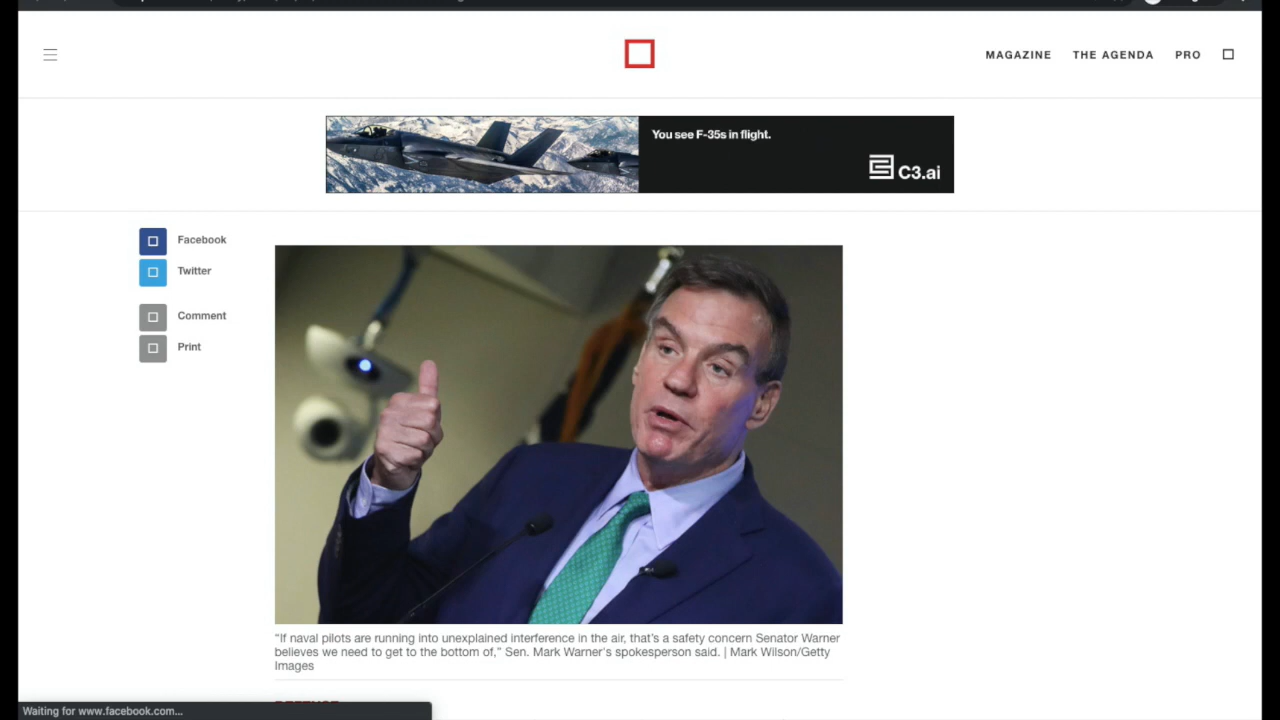 MAGAZINE THE AGENDA PRO
You see F-35s in flight.
C3.ai
Facebook
Twitter
Comment
Print
"If naval pilots are running into unexplained interference in the air, that's a safety concern Senator Warner
believes we need to get to the bottom of," Sen. Mark Warner's spokesperson said. | Mark Wilson/Getty
Images
Waiting for www.facebook.com...